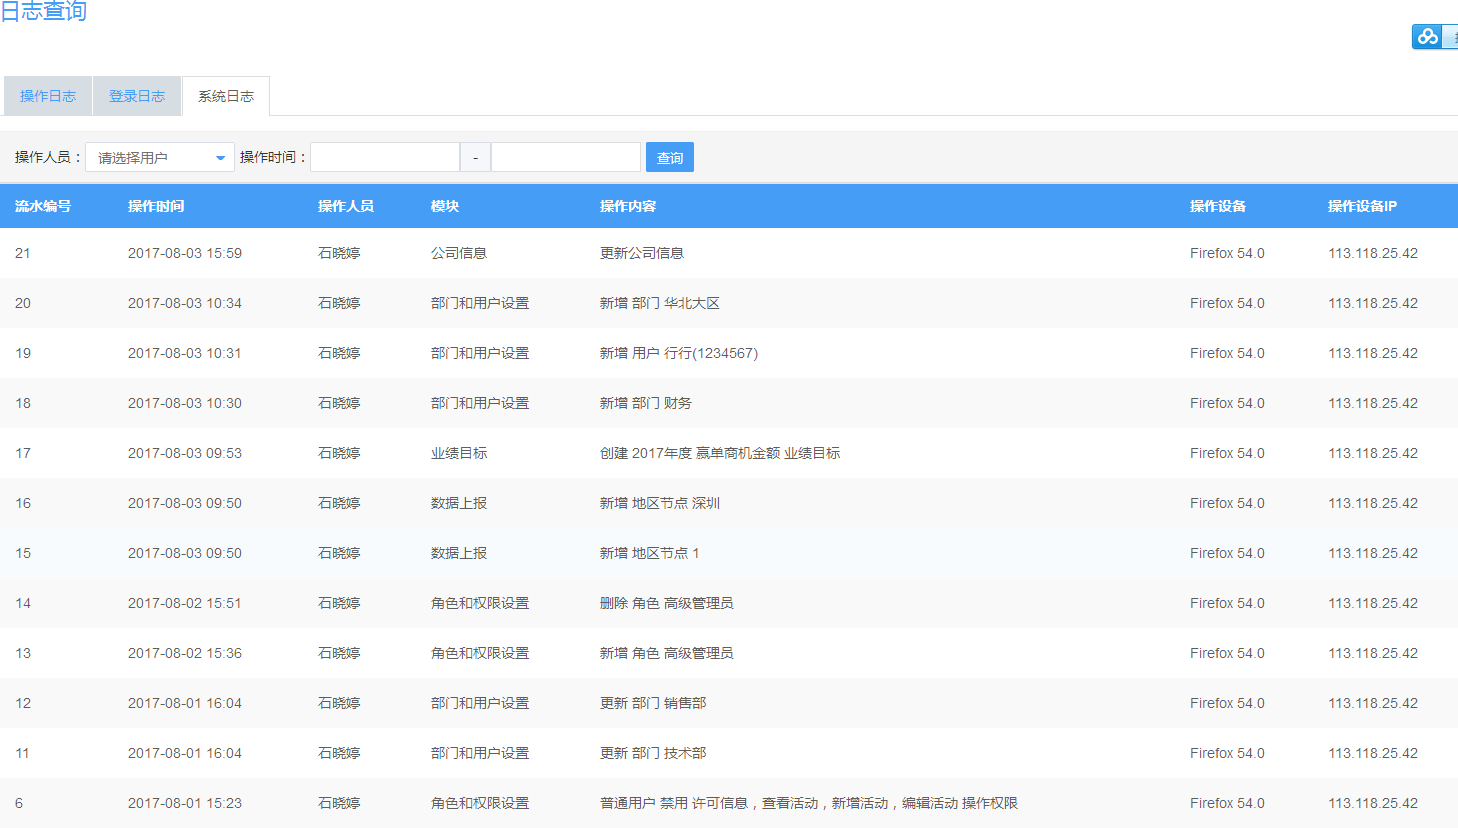 日志查询
操作日志 登录日志 系统日志
操作人员： 请选择用户 操作时间： - 查询
流水编号 操作时间 操作人员 模块 操作内容 操作设备 操作设备IP
21 2017-08-03 15:59 石晓婷 公司信息 更新公司信息 Firefox 54.0 113.118.25.42
20 2017-08-03 10:34 石晓婷 部门和用户设置 新增 部门 华北大区 Firefox 54.0 113.118.25.42
19 2017-08-03 10:31 石晓婷 部门和用户设置 新增 用户 行行(1234567) Firefox 54.0 113.118.25.42
18 2017-08-03 10:30 石晓婷 部门和用户设置 新增 部门 财务 Firefox 54.0 113.118.25.42
17 2017-08-03 09:53 石晓婷 业绩目标 创建 2017年度 赢单商机金额 业绩目标 Firefox 54.0 113.118.25.42
16 2017-08-03 09:50 石晓婷 数据上报 新增 地区节点 深圳 Firefox 54.0 113.118.25.42
15 2017-08-03 09:50 石晓婷 数据上报 新增 地区节点 1 Firefox 54.0 113.118.25.42
14 2017-08-02 15:51 石晓婷 角色和权限设置 删除 角色 高级管理员 Firefox 54.0 113.118.25.42
13 2017-08-02 15:36 石晓婷 角色和权限设置 新增 角色 高级管理员 Firefox 54.0 113.118.25.42
12 2017-08-01 16:04 石晓婷 部门和用户设置 更新 部门 销售部 Firefox 54.0 113.118.25.42
11 2017-08-01 16:04 石晓婷 部门和用户设置 更新 部门 技术部 Firefox 54.0 113.118.25.42
6 2017-08-01 15:23 石晓婷 角色和权限设置 普通用户 禁用 许可信息，查看活动，新增活动，编辑活动 操作权限 Firefox 54.0 113.118.25.42